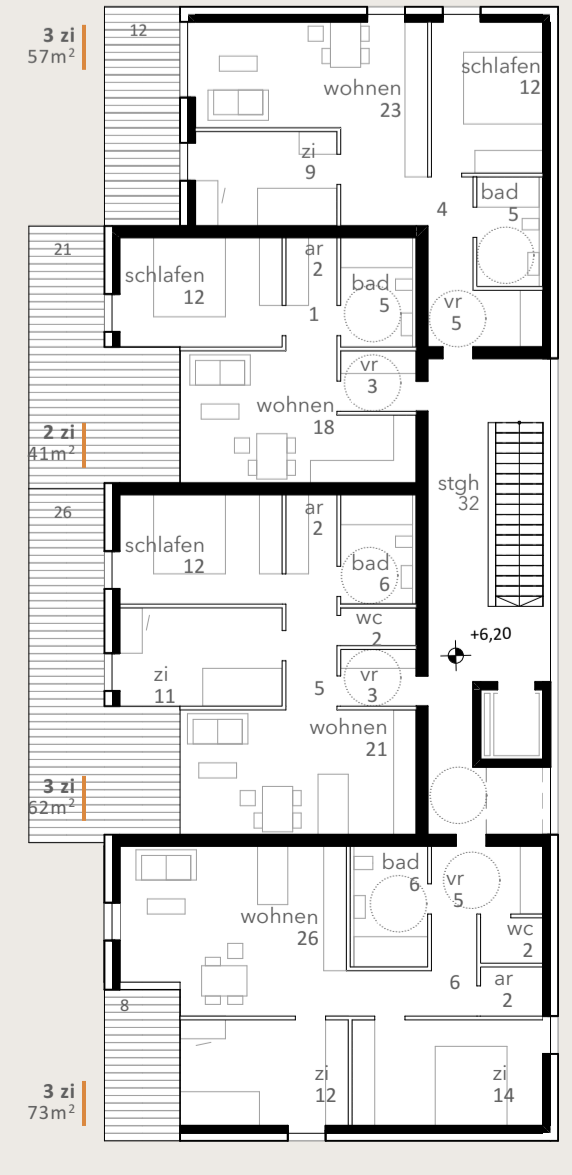 3 zi
57m²
12
wohnen
23
schlafen
12
zi
9
4
bad
5
vr
5
21
schlafen
12
ar
2
1
bad
5
vr
3
wohnen
18
2 zi
41m²
stgh
32
+6,20
26
schlafen
12
ar
2
bad
6
wc
2
zi
11
5
vr
3
wohnen
21
3 zi
62m²
wohnen
26
bad
6
vr
5
wc
2
6
ar
2
8
zi
12
zi
14
3 zi
73m²